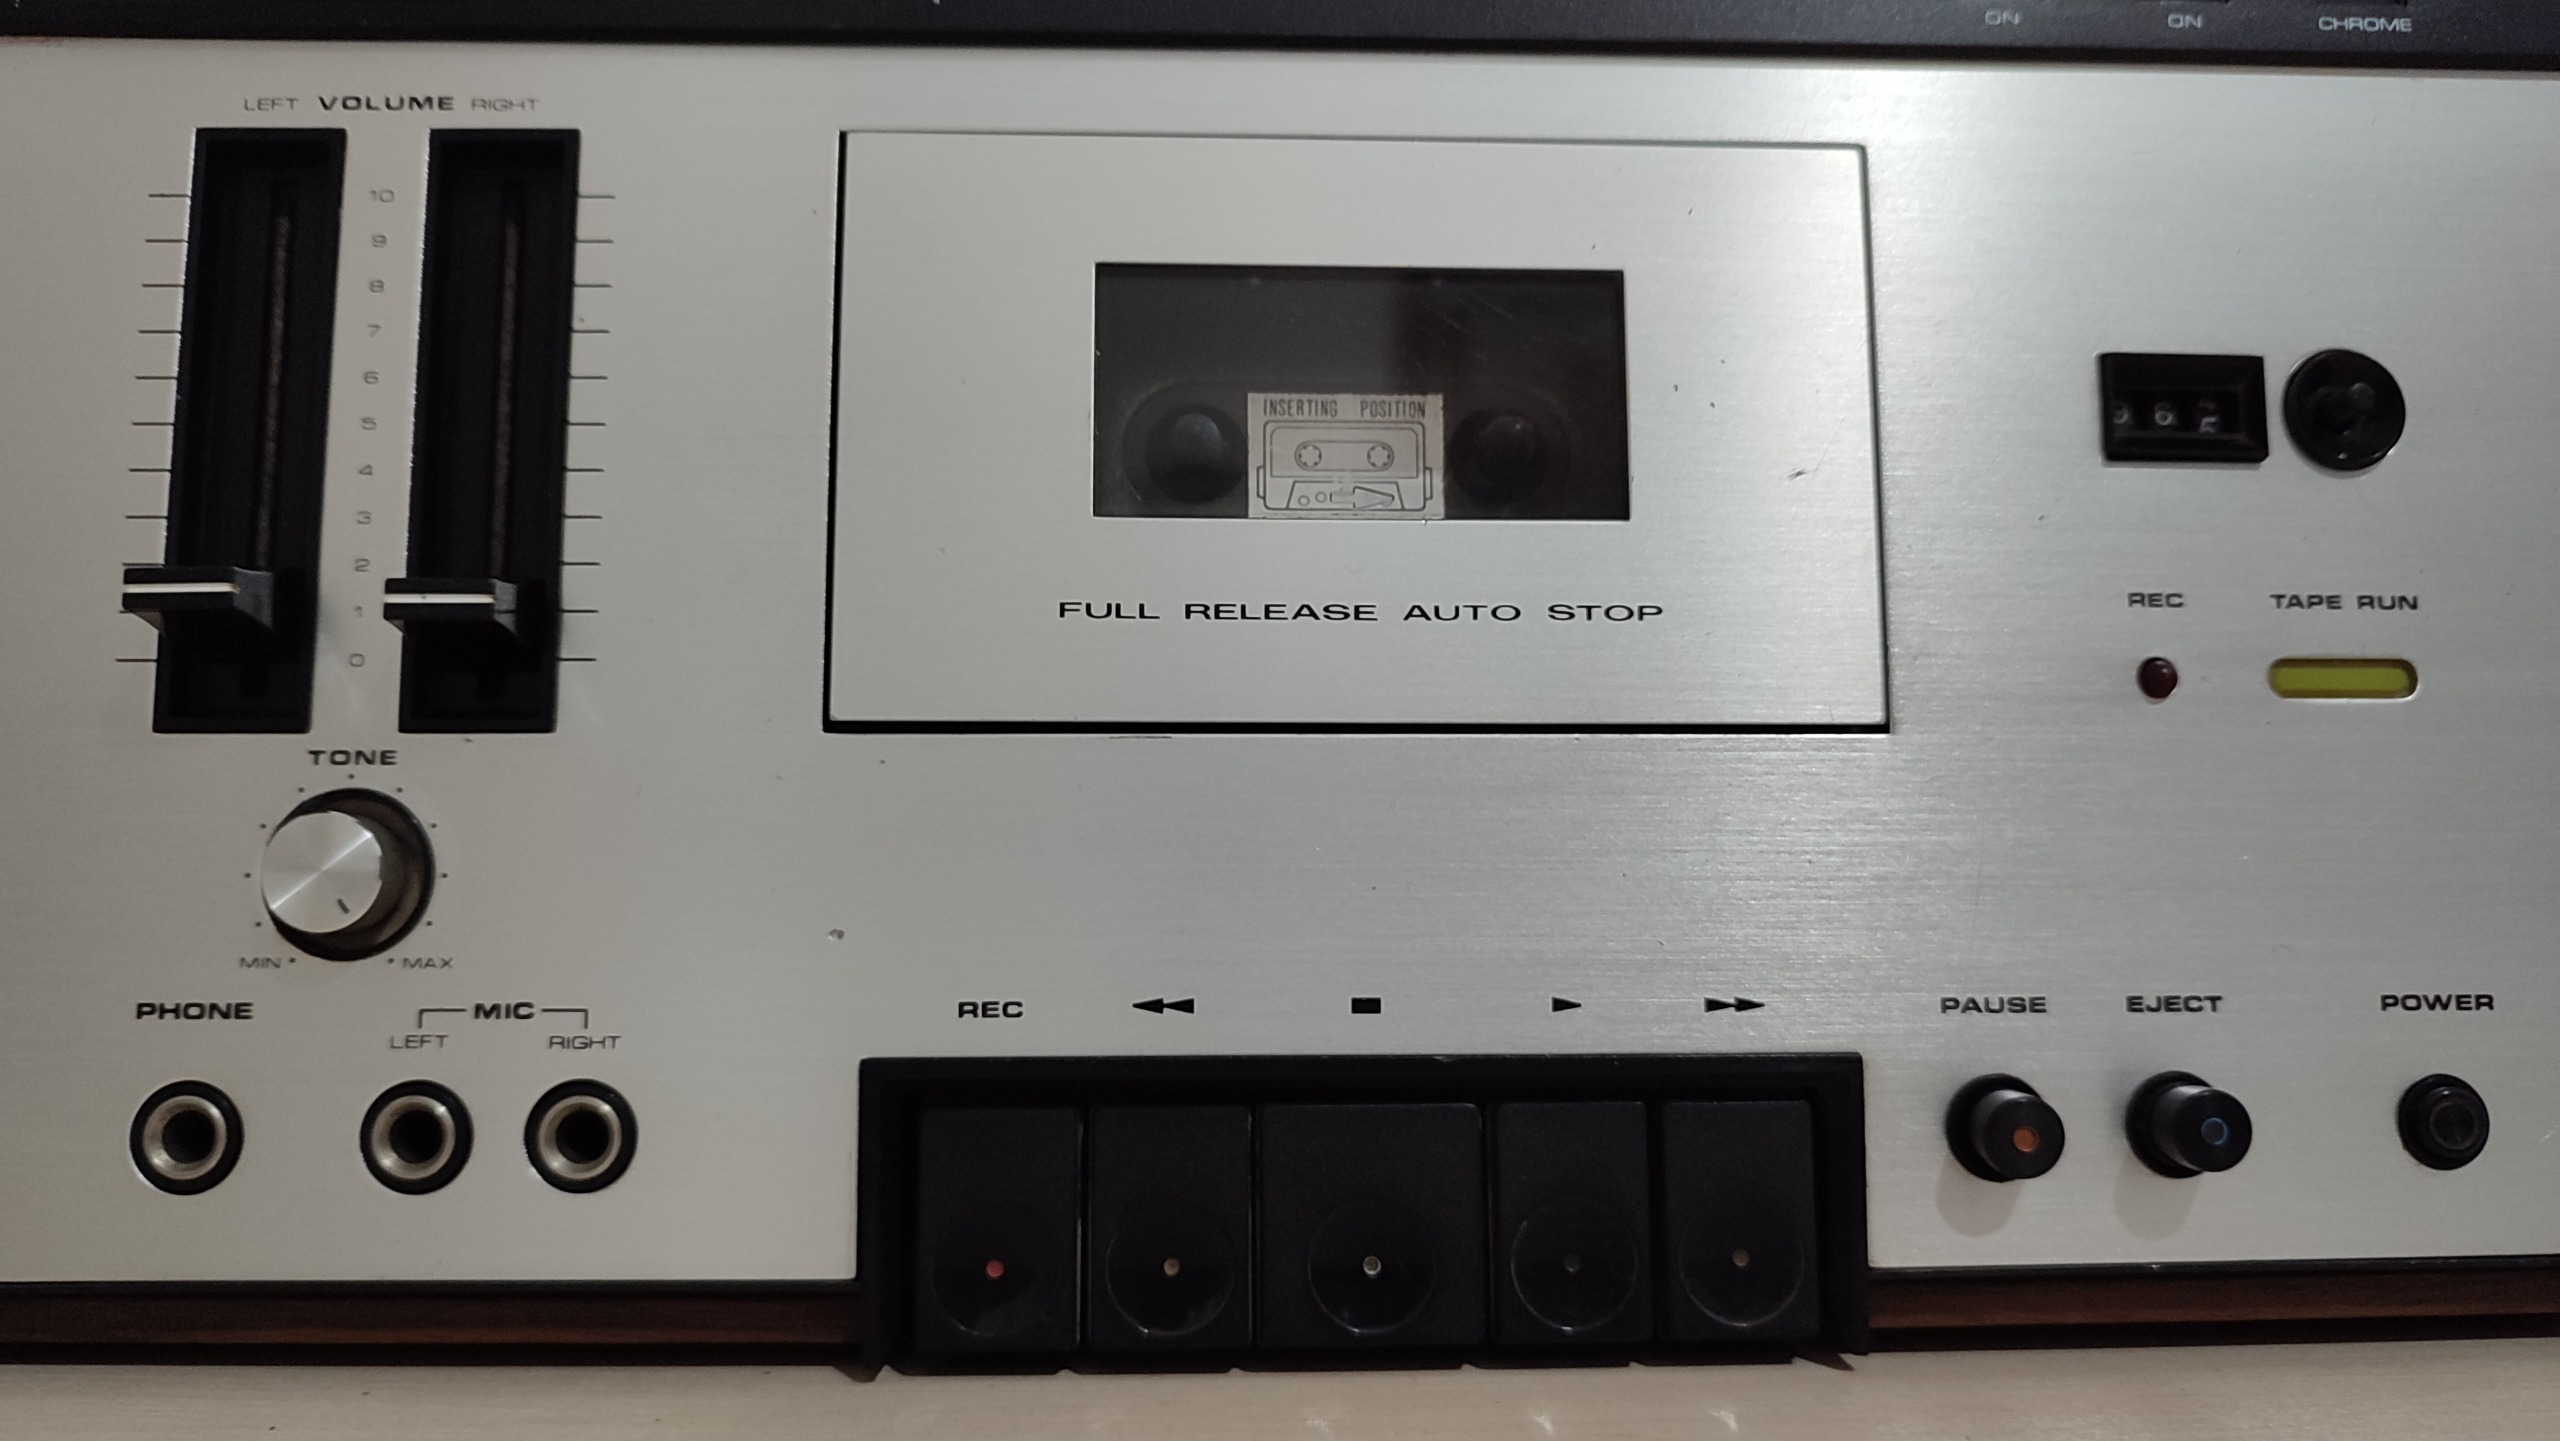 ON ON CHROME
LEFT VOLUME RIGHT
10
9
8
7
6
5
4
3
2
1
0
INSERTING POSITION
FULL RELEASE AUTO STOP
6
REC TAPE RUN
TONE
MIN MAX
PHONE
MIC
LEFT RIGHT
REC
PAUSE EJECT POWER